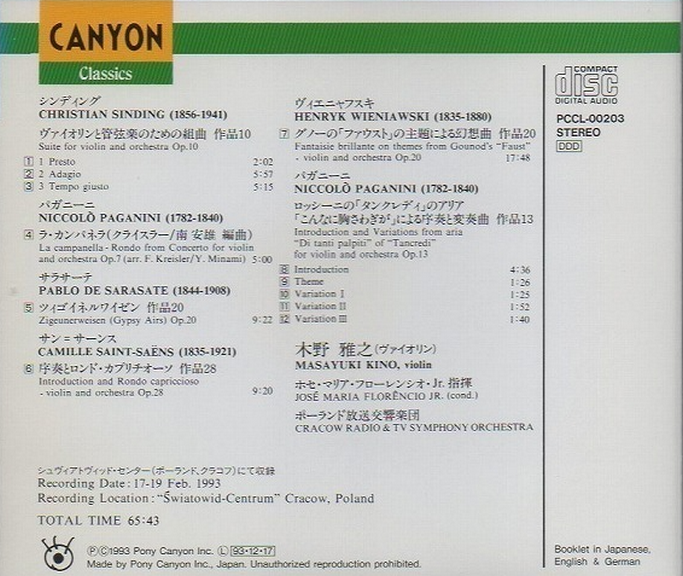 CANYON
Classics
シンディング
CHRISTIAN SINDING (1856-1941)
ヴァイオリンと管弦楽のための組曲 作品10
Suite for violin and orchestra Op.10
1 1 Presto 2:02
2 2 Adagio 5:57
3 3 Tempo giusto 5:15
パガニーニ
NICCOLÒ PAGANINI (1782-1840)
4 ラ・カンパネラ(クライスラー/南 安雄 編曲)
La campanella - Rondo from Concerto for violin
and orchestra Op.7 (arr. F. Kreisler/Y. Minami) 5:00
サラサーテ
PABLO DE SARASATE (1844-1908)
5 ツィゴイネルワイゼン 作品20
Zigeunerweisen (Gypsy Airs) Op.20 9:22
サン=サーンス
CAMILLE SAINT-SAËNS (1835-1921)
6 序奏とロンド・カプリチオーソ 作品28
Introduction and Rondo capriccioso
- violin and orchestra Op.28 9:20
ヴィエニャフスキ
HENRYK WIENIAWSKI (1835-1880)
7 グノーの「ファウスト」の主題による幻想曲 作品20
Fantaisie brillante on themes from Gounod's "Faust"
- violin and orchestra Op.20 17:48
パガニーニ
NICCOLÒ PAGANINI (1782-1840)
ロッシーニの「タンクレディ」のアリア
「こんなに胸さわぎが」による序奏と変奏曲 作品13
Introduction and Variations from aria
"Di tanti palpiti" of "Tancredi"
for violin and orchestra Op.13
8 Introduction 4:36
9 Theme 1:26
10 Variation I 1:25
11 Variation II 1:52
12 Variation III 1:40
木野 雅之(ヴァイオリン)
MASAYUKI KINO, violin
ホセ・マリア・フローレンシオ・Jr. 指揮
JOSÉ MARIA FLORÊNCIO JR. (cond.)
ポーランド放送交響楽団
CRACOW RADIO & TV SYMPHONY ORCHESTRA
COMPACT
disc
DIGITAL AUDIO
PCCL-00203
STEREO
DDD
シュヴィアトヴィッド・センター(ポーランド、クラコフ)にて収録
Recording Date: 17-19 Feb. 1993
Recording Location: "Światowid-Centrum" Cracow, Poland
TOTAL TIME 65:43
ⓅⒸ1993 Pony Canyon Inc. Ⓛ 93・12・17
Made by Pony Canyon Inc., Japan. Unauthorized reproduction prohibited.
Booklet in Japanese,
English & German